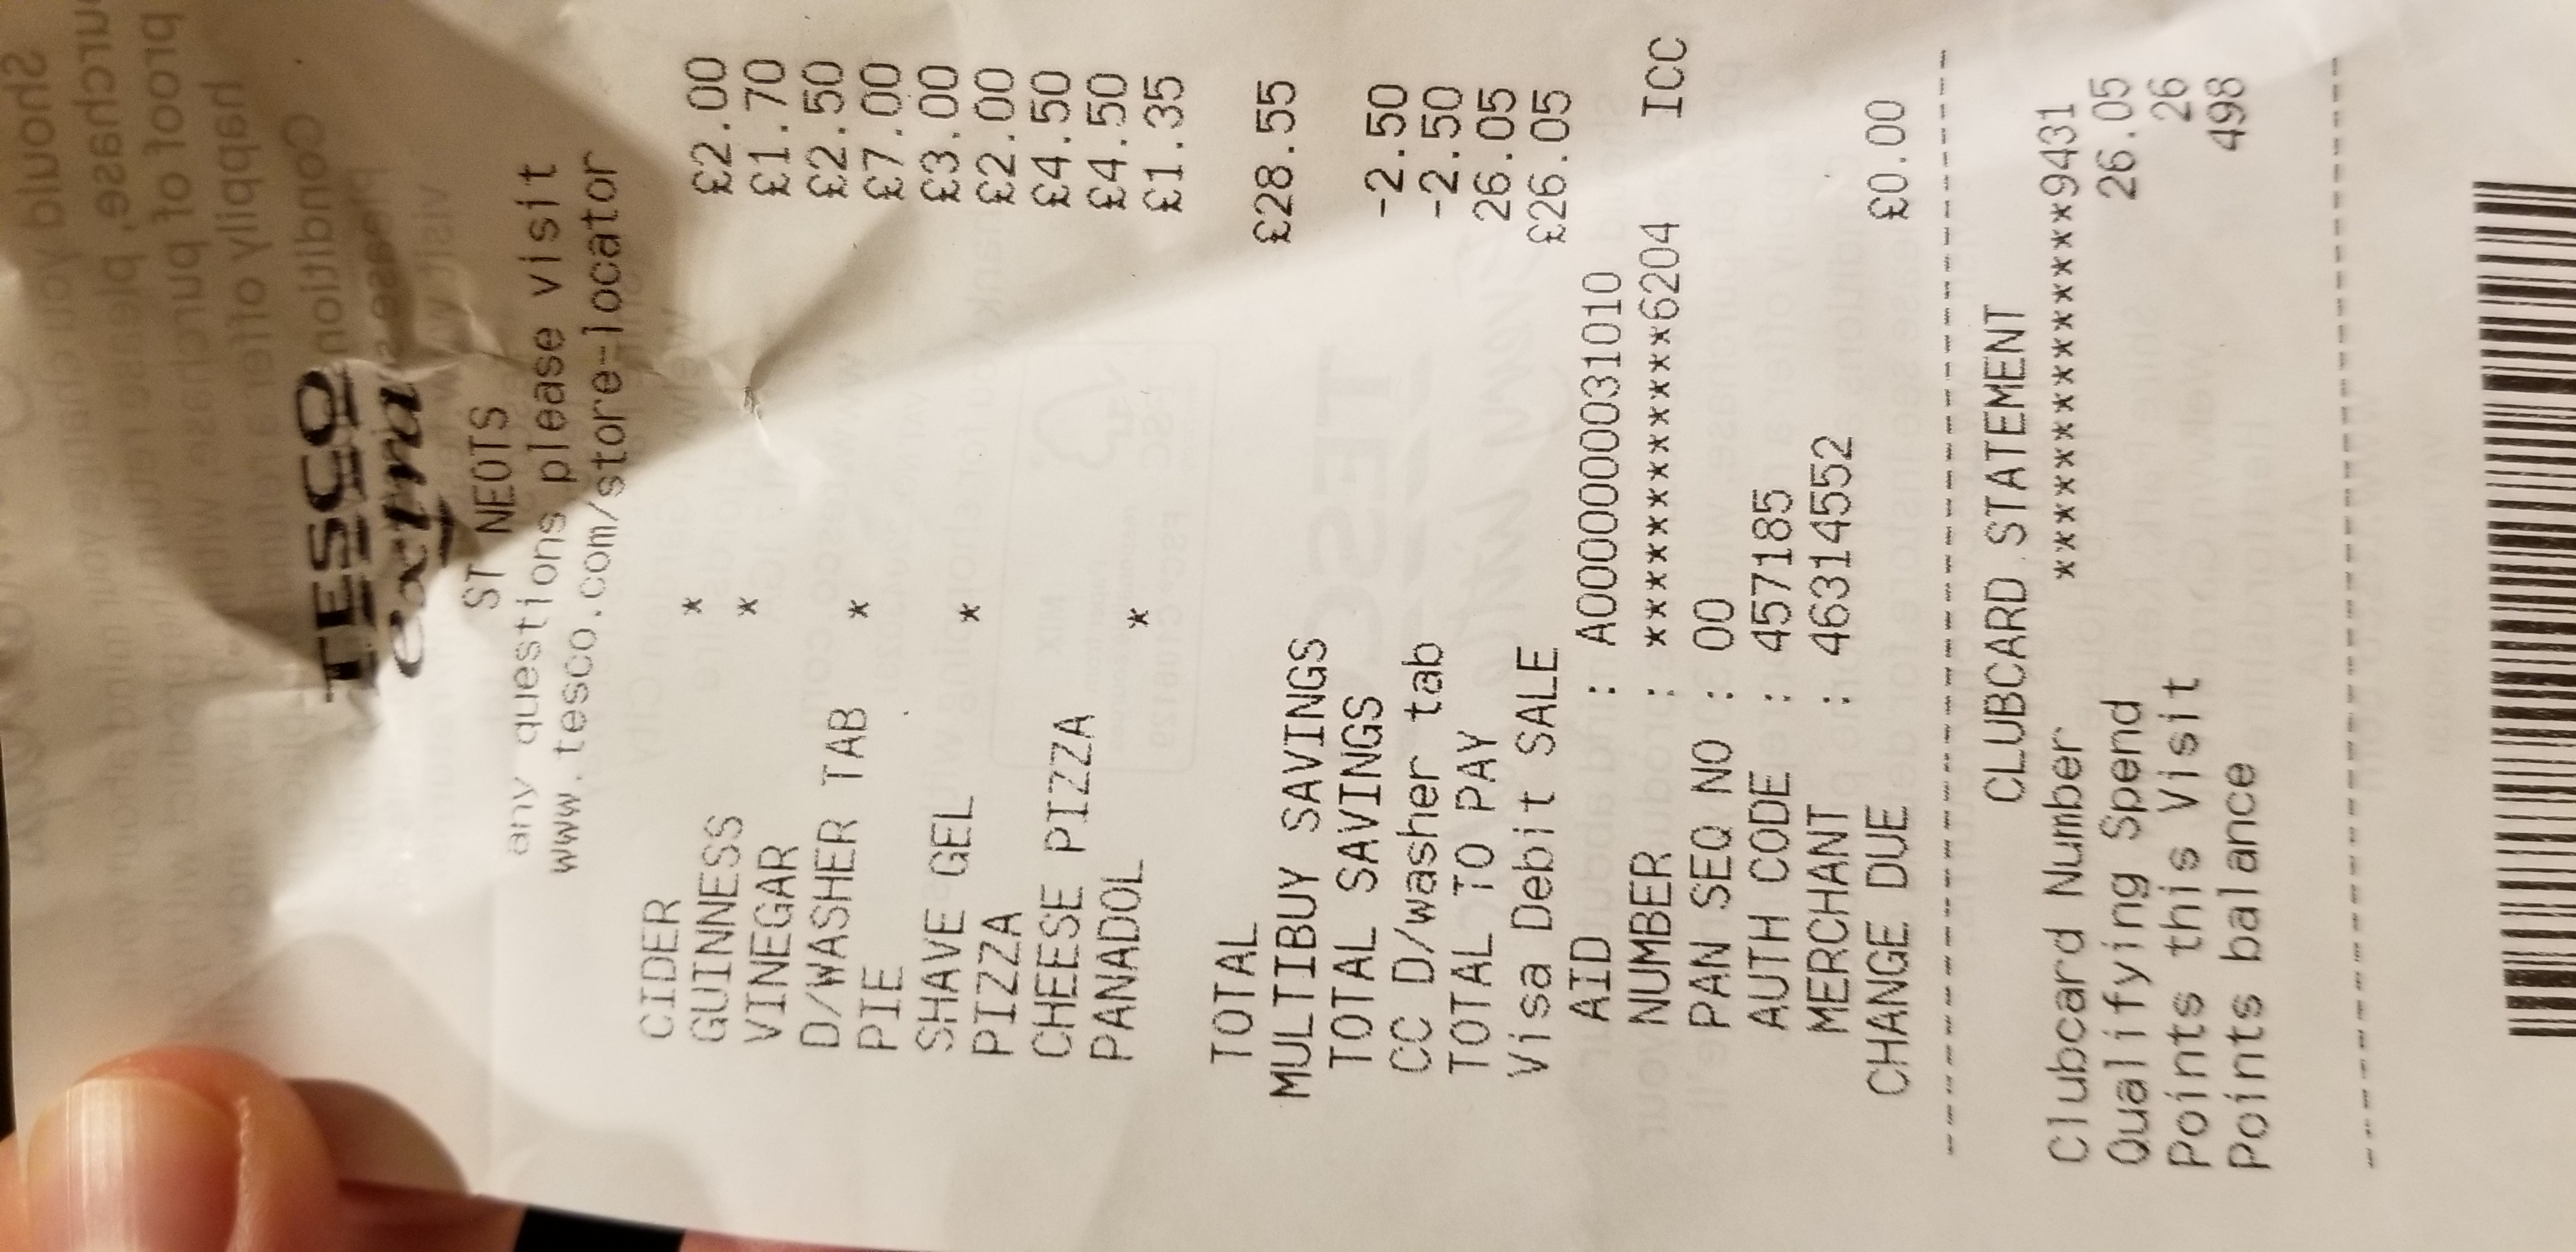 TESCO
extra
ST NEOTS
any questions please visit
www.tesco.com/store-locator
CIDER * £2.00
GUINNESS * £1.70
VINEGAR £2.50
D/WASHER TAB * £7.00
PIE £3.00
SHAVE GEL * £2.00
PIZZA £4.50
CHEESE PIZZA £4.50
PANADOL * £1.35
TOTAL £28.55
MULTIBUY SAVINGS
TOTAL SAVINGS -2.50
CC D/washer tab -2.50
TOTAL TO PAY 26.05
Visa Debit SALE £26.05
AID : A0000000031010
NUMBER : ************6204 ICC
PAN SEQ NO : 00
AUTH CODE : 457185
MERCHANT : 46314552
CHANGE DUE £0.00
CLUBCARD STATEMENT
Clubcard Number **************9431
Qualifying Spend 26.05
Points this Visit 26
Points balance 498